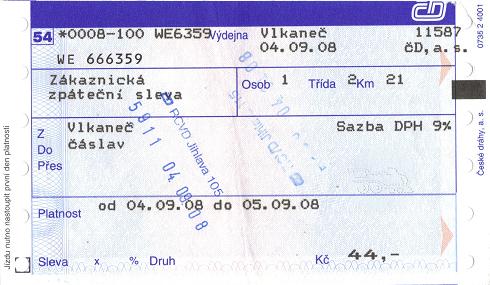 ČD
54 *0008-100 WE6359 Výdejna Vlkaneč 11587
04.09.08 ČD, a.s.
WE 666359
Zákaznická
zpáteční sleva
Osob 1 Třída 2 Km 21
Z Vlkaneč Sazba DPH 9%
Do čáslav
Přes
RCVD Jihlava 105
5911 04 09 08
Platnost od 04.09.08 do 05.09.08
Sleva x % Druh Kč 44,-
Jízdu nutno nastoupit první den platnosti
0735 2 4001
České dráhy, a. s.